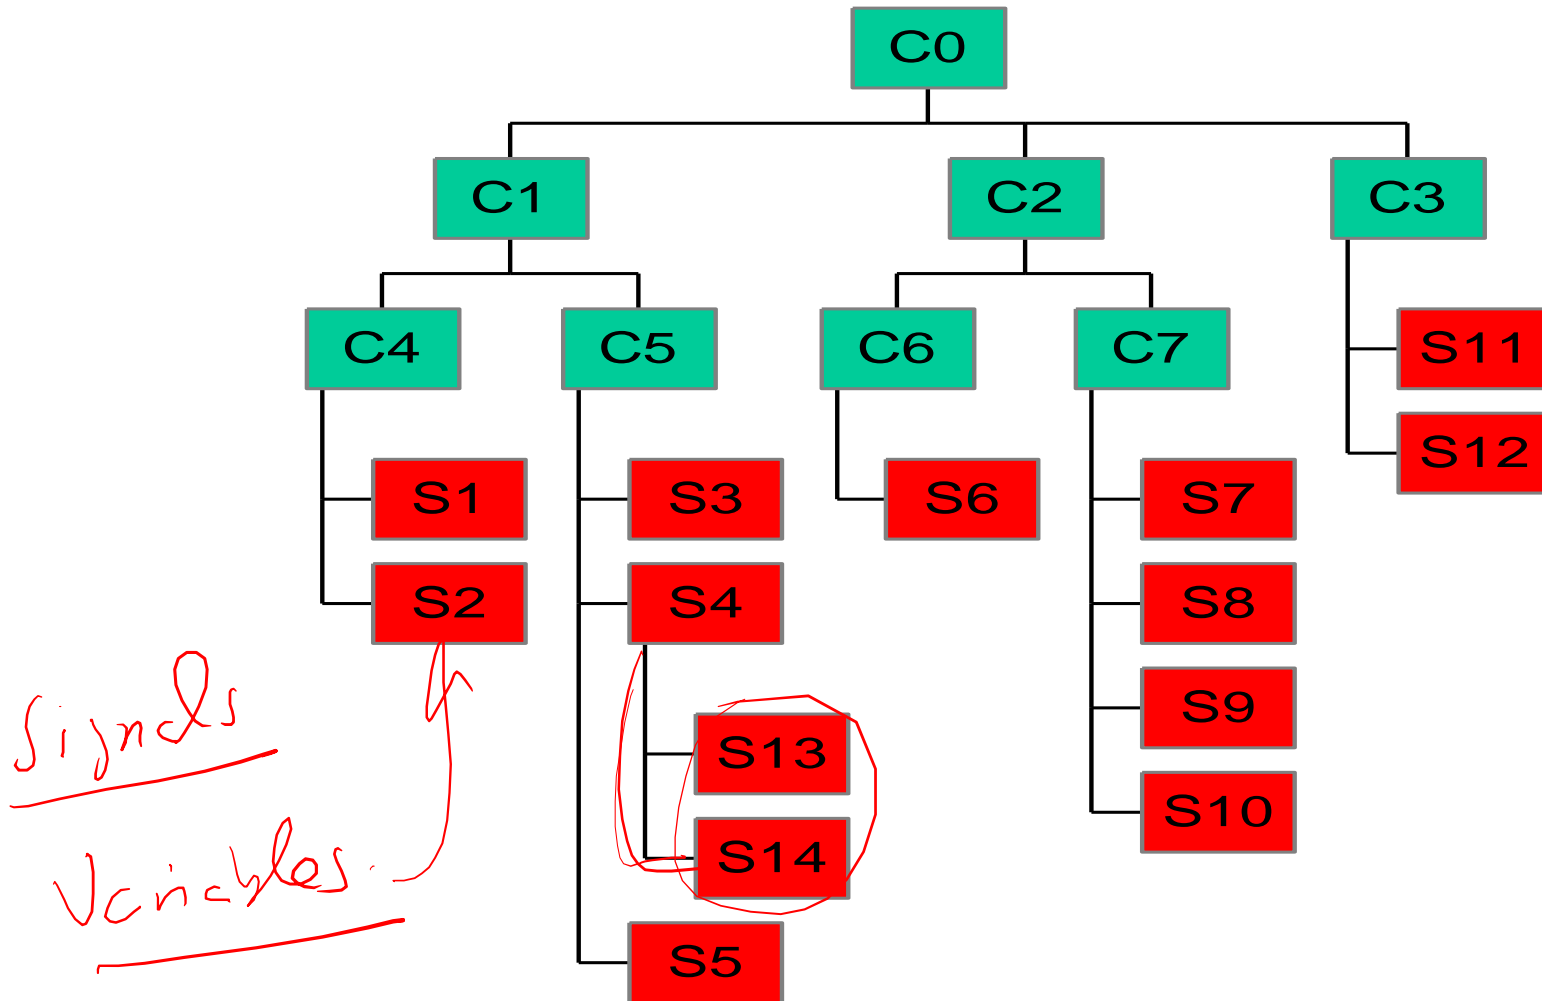 C0
C1 C2 C3
C4 C5 C6 C7 S11
S12
S1 S3 S6 S7
S2 S4 S8
Signals
S13 S9
S14 S10
Variables
S5